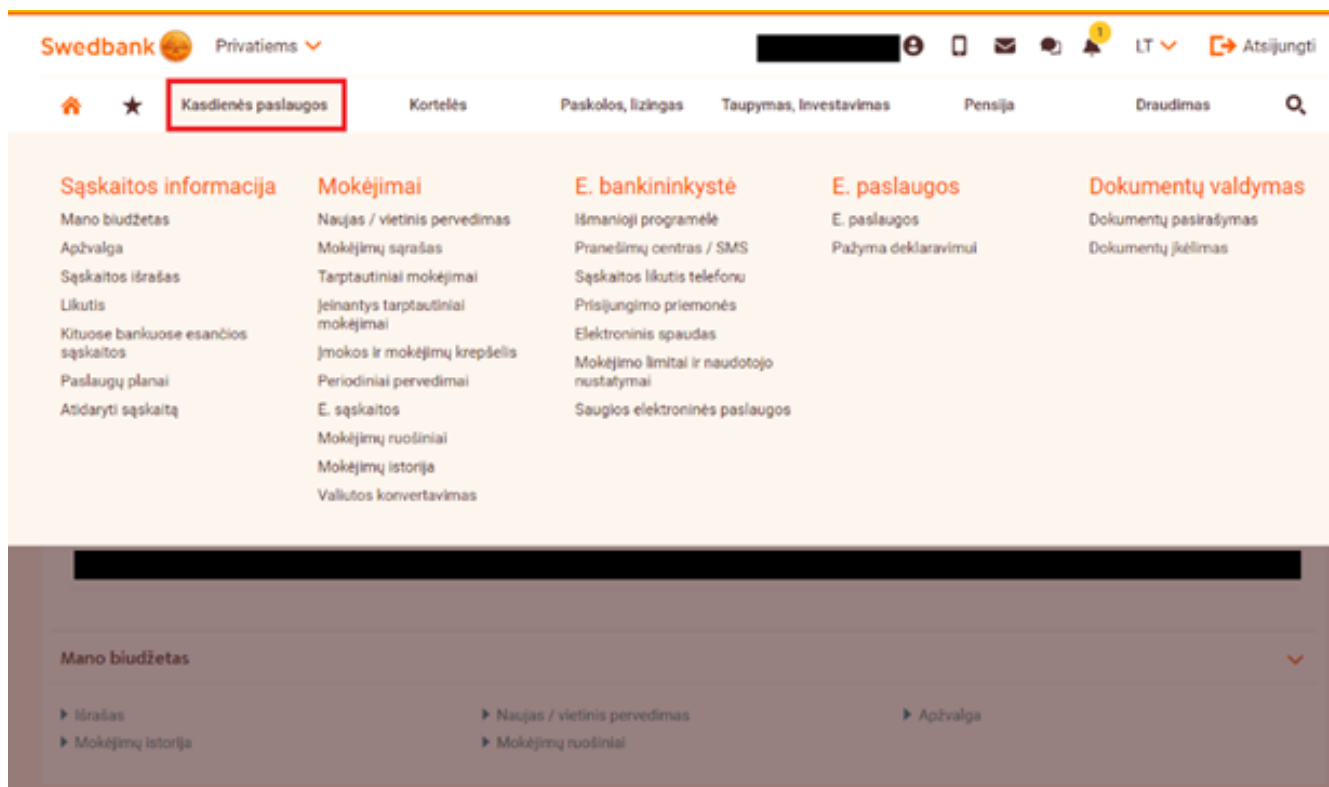 Swedbank Privatiems 1 LT Atsijungti
Kasdienės paslaugos Kortelės Paskolos, lizingas Taupymas, Investavimas Pensija Draudimas
Sąskaitos informacija
Mano biudžetas
Apžvalga
Sąskaitos išrašas
Likutis
Kituose bankuose esančios
sąskaitos
Paslaugų planai
Atidaryti sąskaitą
Mokėjimai
Naujas / vietinis pervedimas
Mokėjimų sąrašas
Tarptautiniai mokėjimai
Įeinantys tarptautiniai
mokėjimai
Įmokos ir mokėjimų krepšelis
Periodiniai pervedimai
E. sąskaitos
Mokėjimų ruošiniai
Mokėjimų istorija
Valiutos konvertavimas
E. bankininkystė
Išmanioji programėlė
Pranešimų centras / SMS
Sąskaitos likutis telefonu
Prisijungimo priemonės
Elektroninis spaudas
Mokėjimo limitai ir naudotojo
nustatymai
Saugios elektroninės paslaugos
E. paslaugos
E. paslaugos
Pažyma deklaravimui
Dokumentų valdymas
Dokumentų pasirašymas
Dokumentų įkėlimas
Mano biudžetas
Išrašas Naujas / vietinis pervedimas Apžvalga
Mokėjimų istorija Mokėjimų ruošiniai